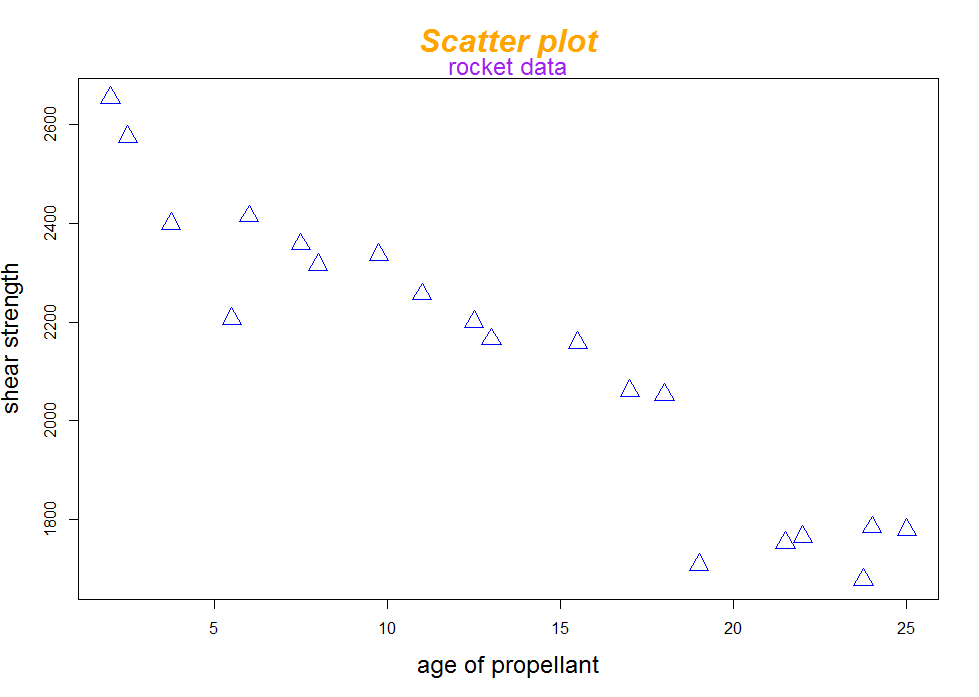 Scatter plot
rocket data
shear strength
2600
2400
2200
2000
1800
5 10 15 20 25
age of propellant